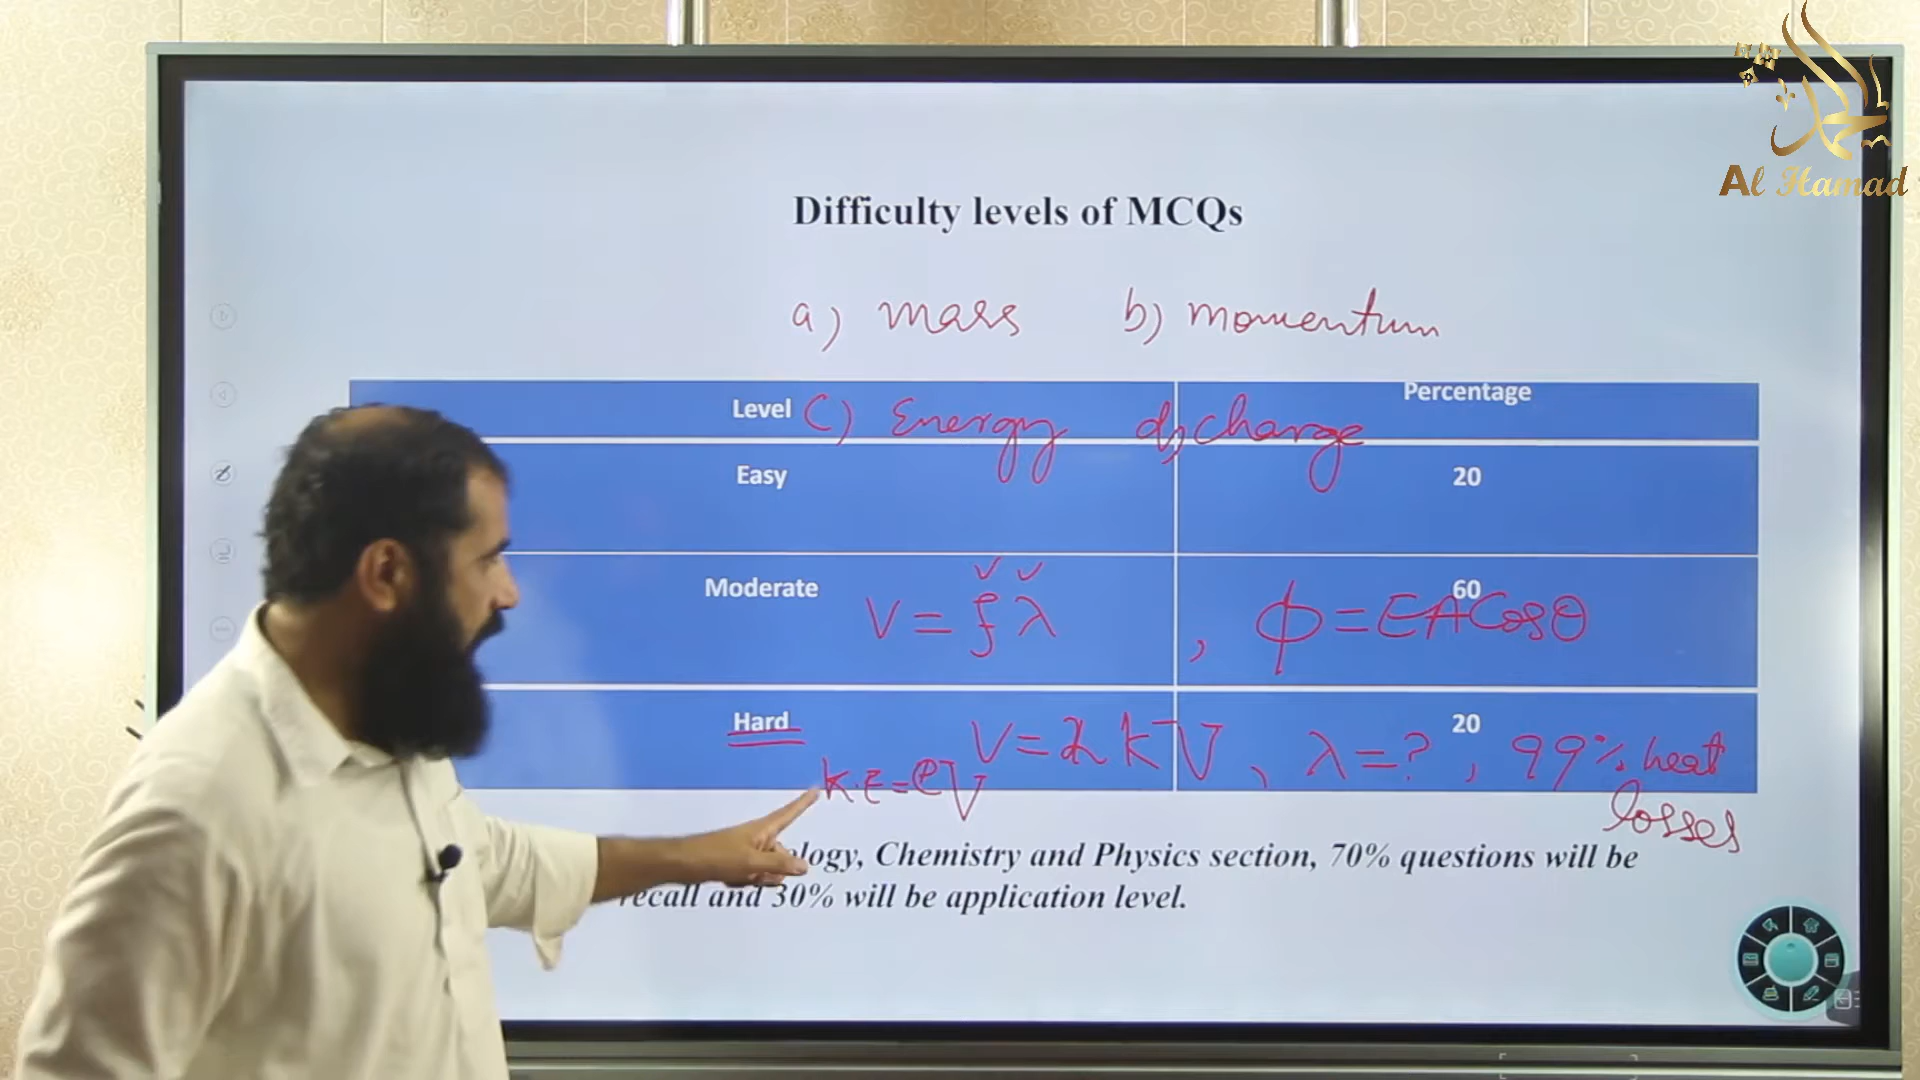 Al Hamad
Difficulty levels of MCQs
a) mass b) momentum
Level Percentage
c) Energy d) charge
Easy 20
Moderate 60
V = fλ , ϕ = EACosθ
Hard 20
V = 2kV, λ = ?, 99% heat losses
K.E = eV
Chemistry and Physics section, 70% questions will be
recall and 30% will be application level.